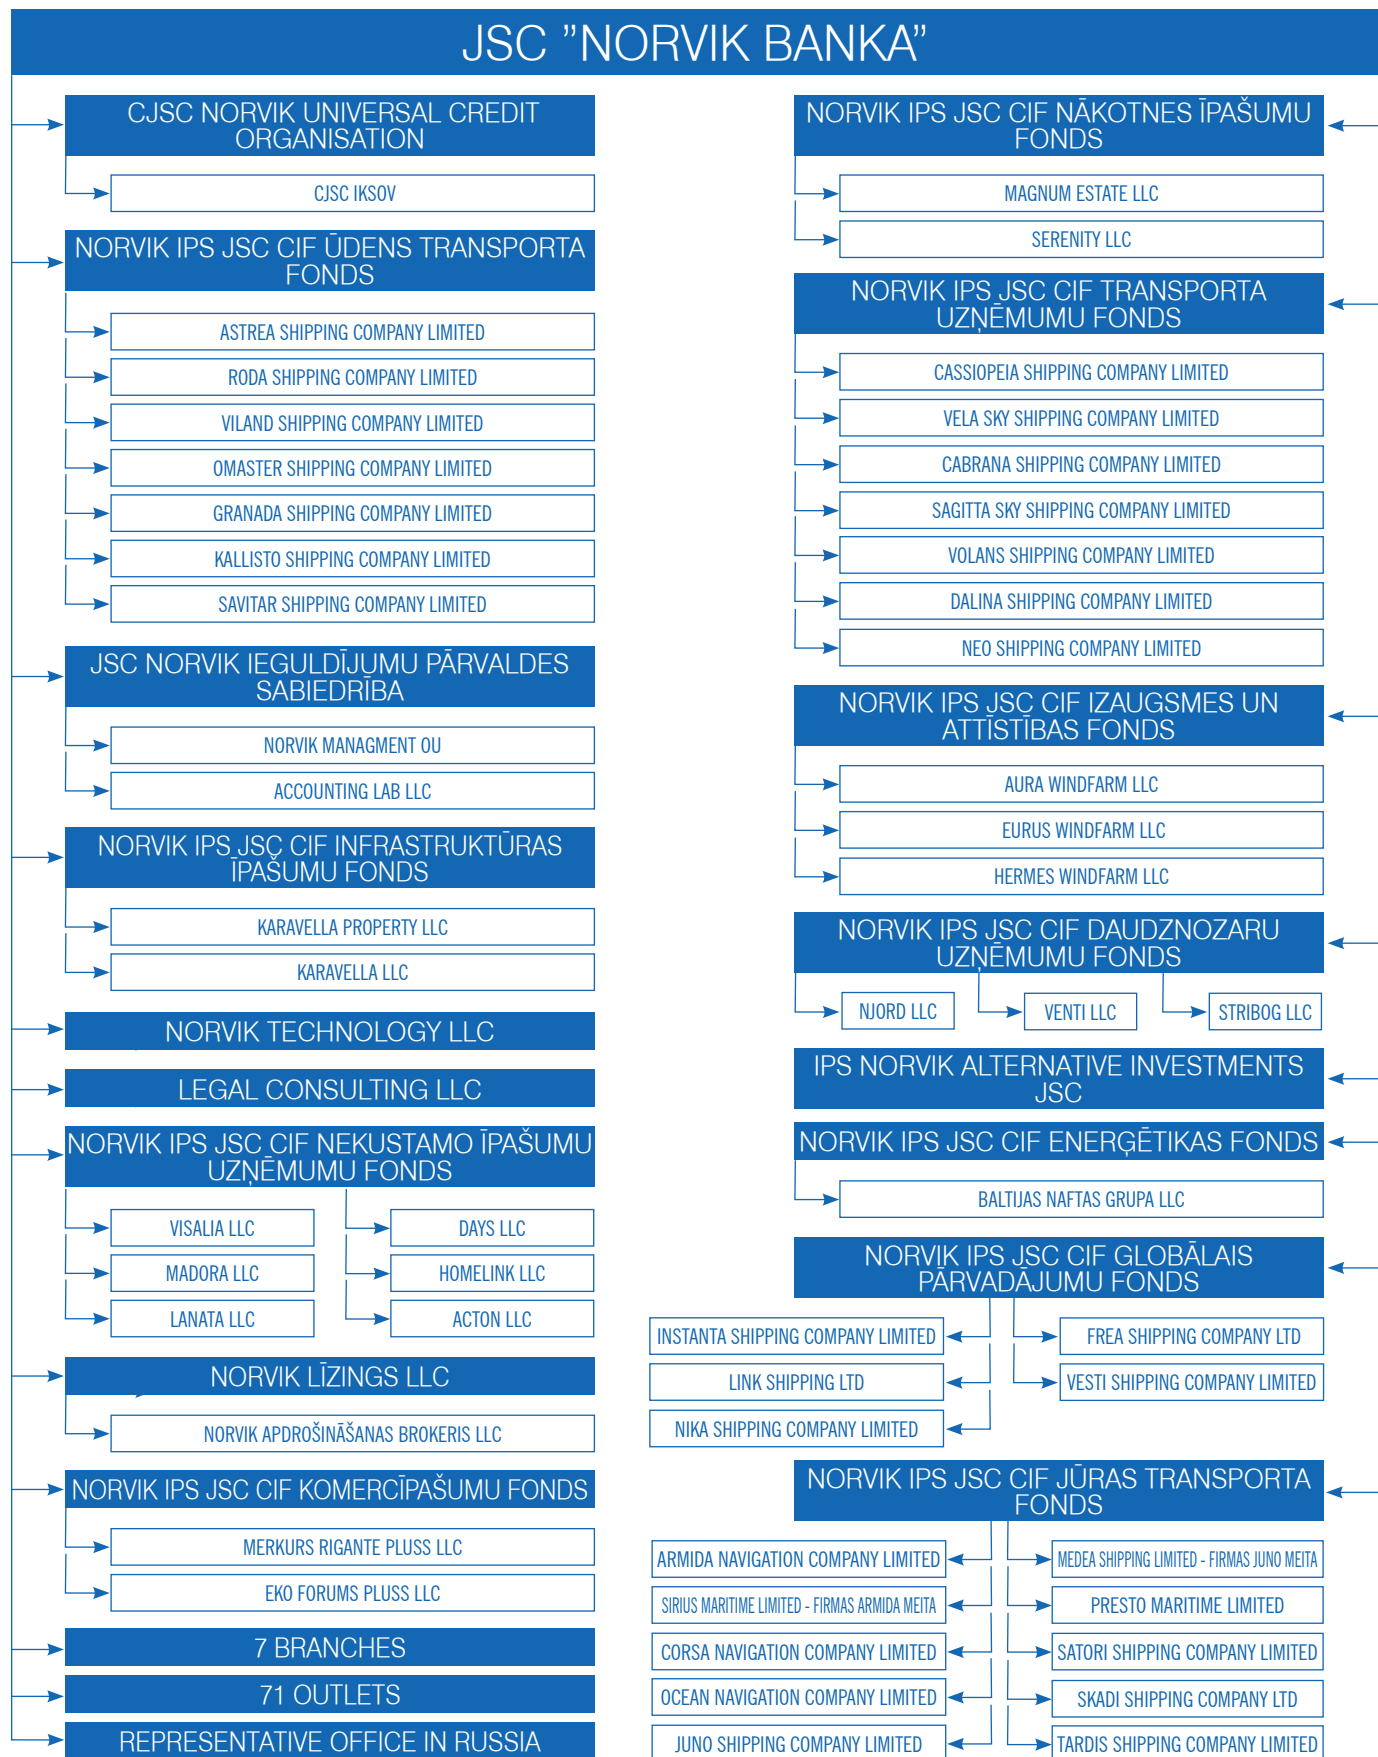 JSC ”NORVIK BANKA”
CJSC NORVIK UNIVERSAL CREDIT
ORGANISATION
CJSC IKSOV
NORVIK IPS JSC CIF ŪDENS TRANSPORTA
FONDS
ASTREA SHIPPING COMPANY LIMITED
RODA SHIPPING COMPANY LIMITED
VILAND SHIPPING COMPANY LIMITED
OMASTER SHIPPING COMPANY LIMITED
GRANADA SHIPPING COMPANY LIMITED
KALLISTO SHIPPING COMPANY LIMITED
SAVITAR SHIPPING COMPANY LIMITED
JSC NORVIK IEGULDĪJUMU PĀRVALDES
SABIEDRĪBA
NORVIK MANAGMENT OU
ACCOUNTING LAB LLC
NORVIK IPS JSC CIF INFRASTRUKTŪRAS
ĪPAŠUMU FONDS
KARAVELLA PROPERTY LLC
KARAVELLA LLC
NORVIK TECHNOLOGY LLC
LEGAL CONSULTING LLC
NORVIK IPS JSC CIF NEKUSTAMO ĪPAŠUMU
UZŅĒMUMU FONDS
VISALIA LLC
MADORA LLC
LANATA LLC
DAYS LLC
HOMELINK LLC
ACTON LLC
NORVIK LĪZINGS LLC
NORVIK APDROŠINĀŠANAS BROKERIS LLC
NORVIK IPS JSC CIF KOMERCĪPAŠUMU FONDS
MERKURS RIGANTE PLUSS LLC
EKO FORUMS PLUSS LLC
7 BRANCHES
71 OUTLETS
REPRESENTATIVE OFFICE IN RUSSIA
NORVIK IPS JSC CIF NĀKOTNES ĪPAŠUMU
FONDS
MAGNUM ESTATE LLC
SERENITY LLC
NORVIK IPS JSC CIF TRANSPORTA
UZŅĒMUMU FONDS
CASSIOPEIA SHIPPING COMPANY LIMITED
VELA SKY SHIPPING COMPANY LIMITED
CABRANA SHIPPING COMPANY LIMITED
SAGITTA SKY SHIPPING COMPANY LIMITED
VOLANS SHIPPING COMPANY LIMITED
DALINA SHIPPING COMPANY LIMITED
NEO SHIPPING COMPANY LIMITED
NORVIK IPS JSC CIF IZAUGSMES UN
ATTĪSTĪBAS FONDS
AURA WINDFARM LLC
EURUS WINDFARM LLC
HERMES WINDFARM LLC
NORVIK IPS JSC CIF DAUDZNOZARU
UZŅĒMUMU FONDS
NJORD LLC
VENTI LLC
STRIBOG LLC
IPS NORVIK ALTERNATIVE INVESTMENTS
JSC
NORVIK IPS JSC CIF ENERĢĒTIKAS FONDS
BALTIJAS NAFTAS GRUPA LLC
NORVIK IPS JSC CIF GLOBĀLAIS
PĀRVADĀJUMU FONDS
INSTANTA SHIPPING COMPANY LIMITED
LINK SHIPPING LTD
NIKA SHIPPING COMPANY LIMITED
FREA SHIPPING COMPANY LTD
VESTI SHIPPING COMPANY LIMITED
NORVIK IPS JSC CIF JŪRAS TRANSPORTA
FONDS
ARMIDA NAVIGATION COMPANY LIMITED
SIRIUS MARITIME LIMITED - FIRMAS ARMIDA MEITA
CORSA NAVIGATION COMPANY LIMITED
OCEAN NAVIGATION COMPANY LIMITED
JUNO SHIPPING COMPANY LIMITED
MEDEA SHIPPING LIMITED - FIRMAS JUNO MEITA
PRESTO MARITIME LIMITED
SATORI SHIPPING COMPANY LIMITED
SKADI SHIPPING COMPANY LTD
TARDIS SHIPPING COMPANY LIMITED